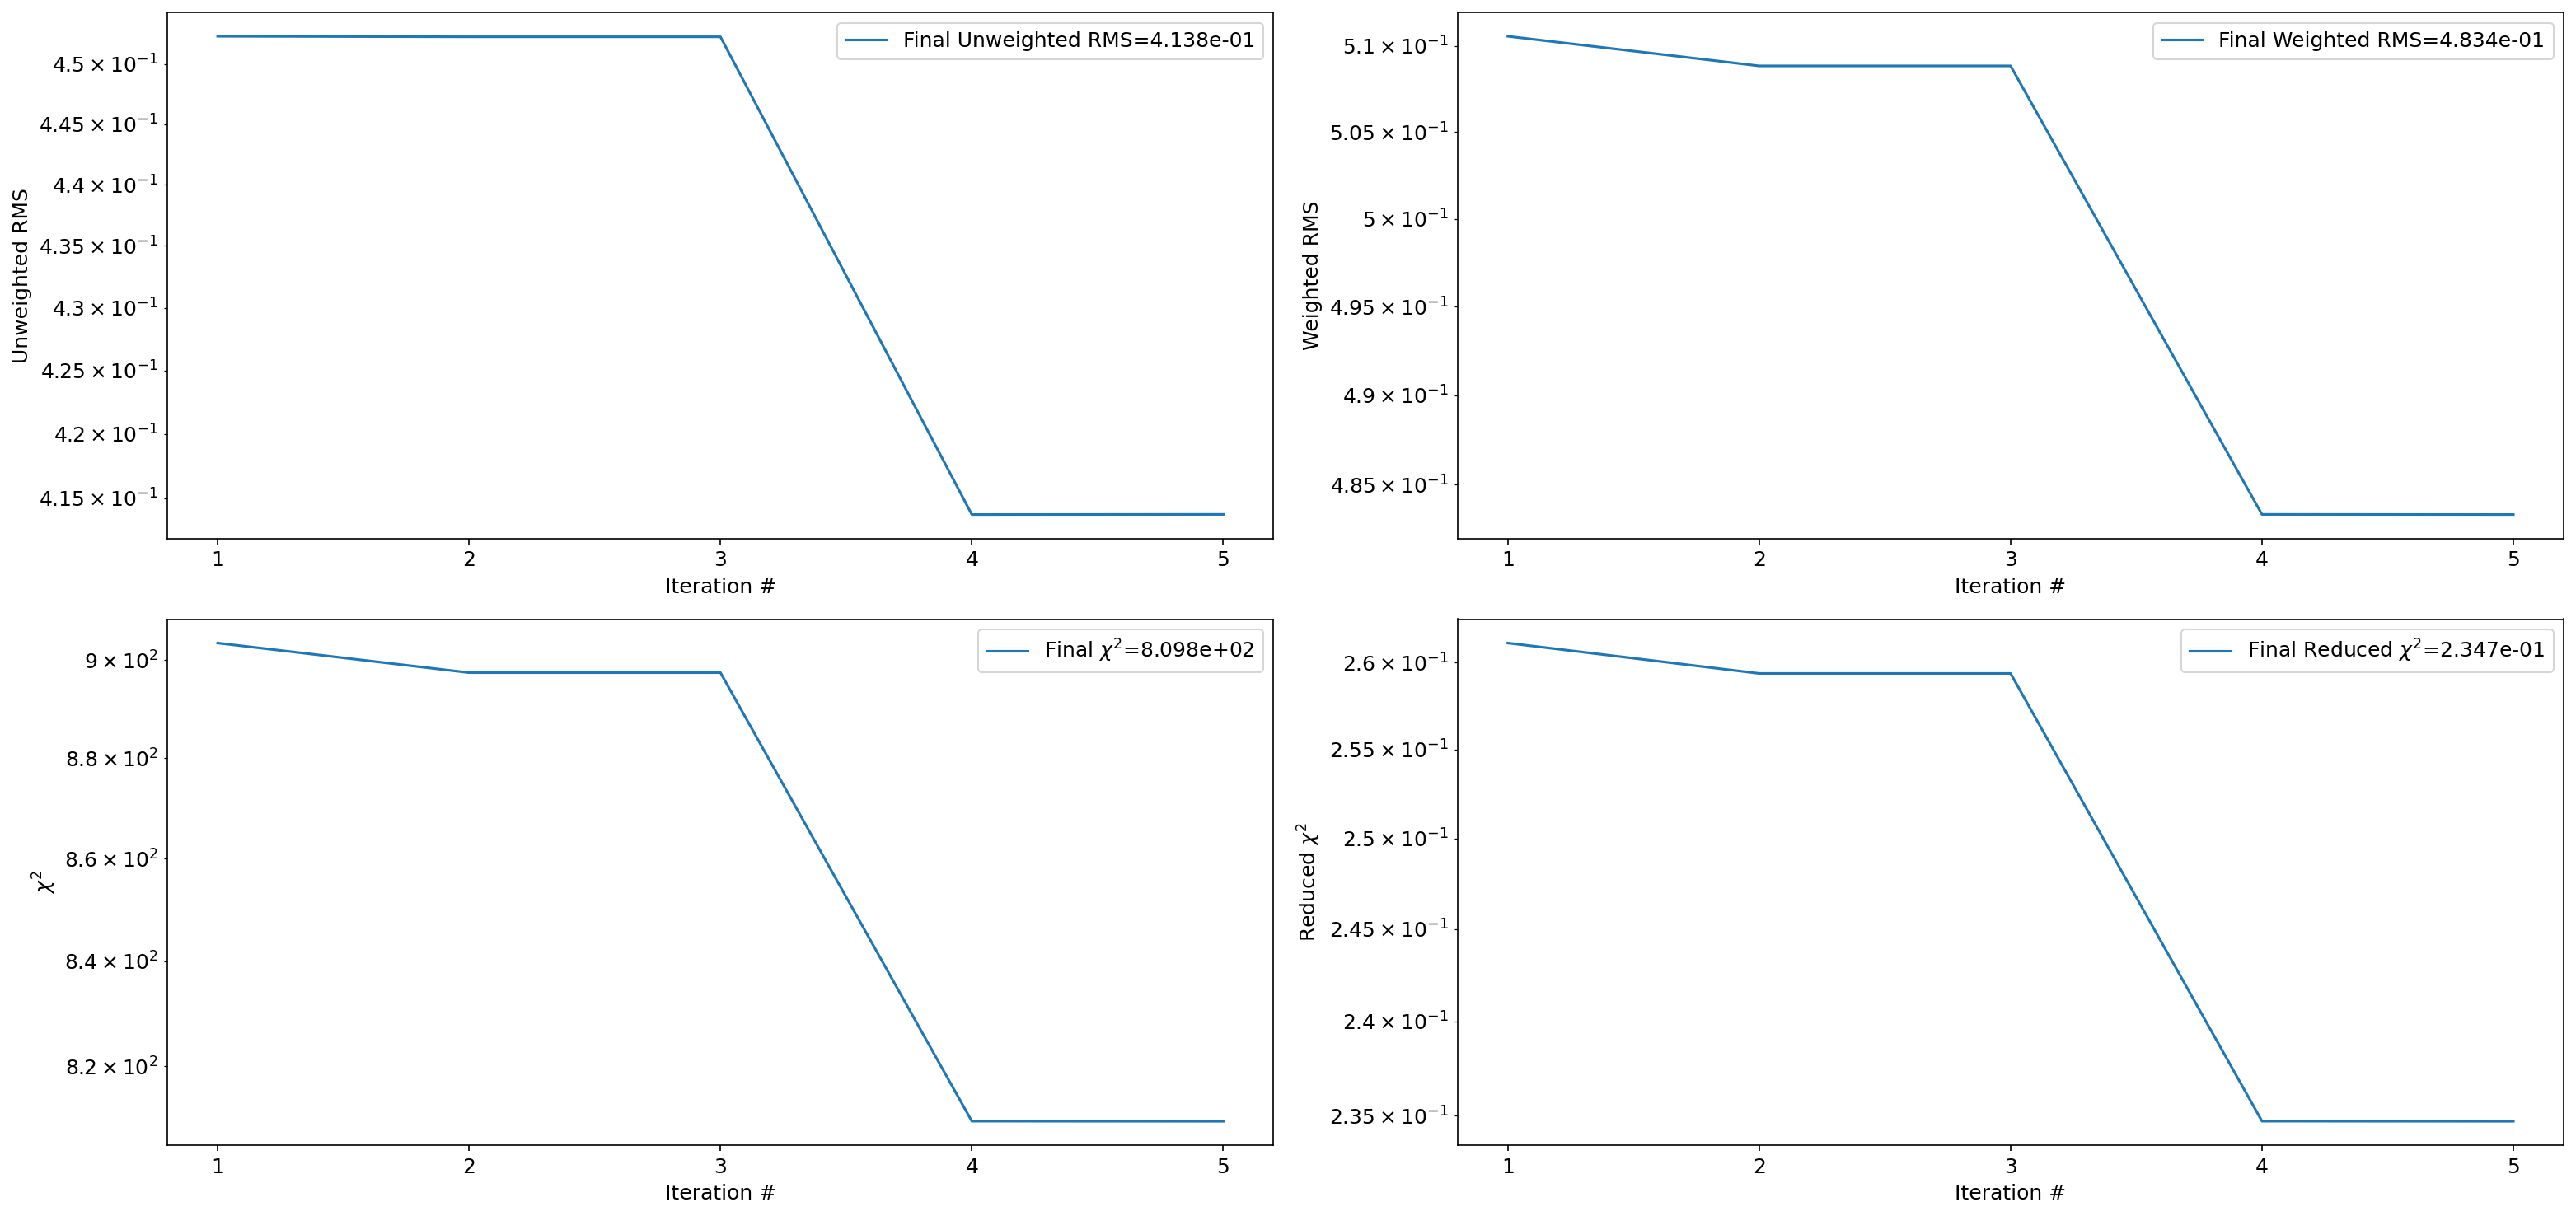 Final Unweighted RMS=4.138e-01
4.5 × 10⁻¹
4.45 × 10⁻¹
4.4 × 10⁻¹
4.35 × 10⁻¹
4.3 × 10⁻¹
4.25 × 10⁻¹
4.2 × 10⁻¹
4.15 × 10⁻¹
Unweighted RMS
1 2 3 4 5
Iteration #
Final Weighted RMS=4.834e-01
5.1 × 10⁻¹
5.05 × 10⁻¹
5 × 10⁻¹
4.95 × 10⁻¹
4.9 × 10⁻¹
4.85 × 10⁻¹
Weighted RMS
1 2 3 4 5
Iteration #
Final χ²=8.098e+02
9 × 10²
8.8 × 10²
8.6 × 10²
8.4 × 10²
8.2 × 10²
χ²
1 2 3 4 5
Iteration #
Final Reduced χ²=2.347e-01
2.6 × 10⁻¹
2.55 × 10⁻¹
2.5 × 10⁻¹
2.45 × 10⁻¹
2.4 × 10⁻¹
2.35 × 10⁻¹
Reduced χ²
1 2 3 4 5
Iteration #